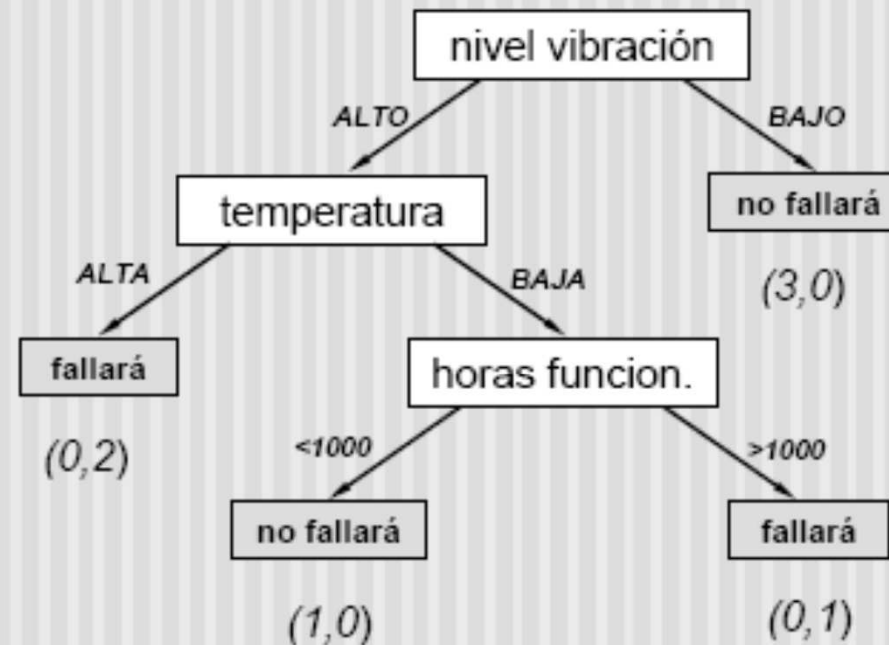 nivel vibración
ALTO
BAJO
temperatura
no fallará
ALTA
BAJA
(3,0)
fallará
horas funcion.
(0,2)
<1000
>1000
no fallará
fallará
(1,0)
(0,1)